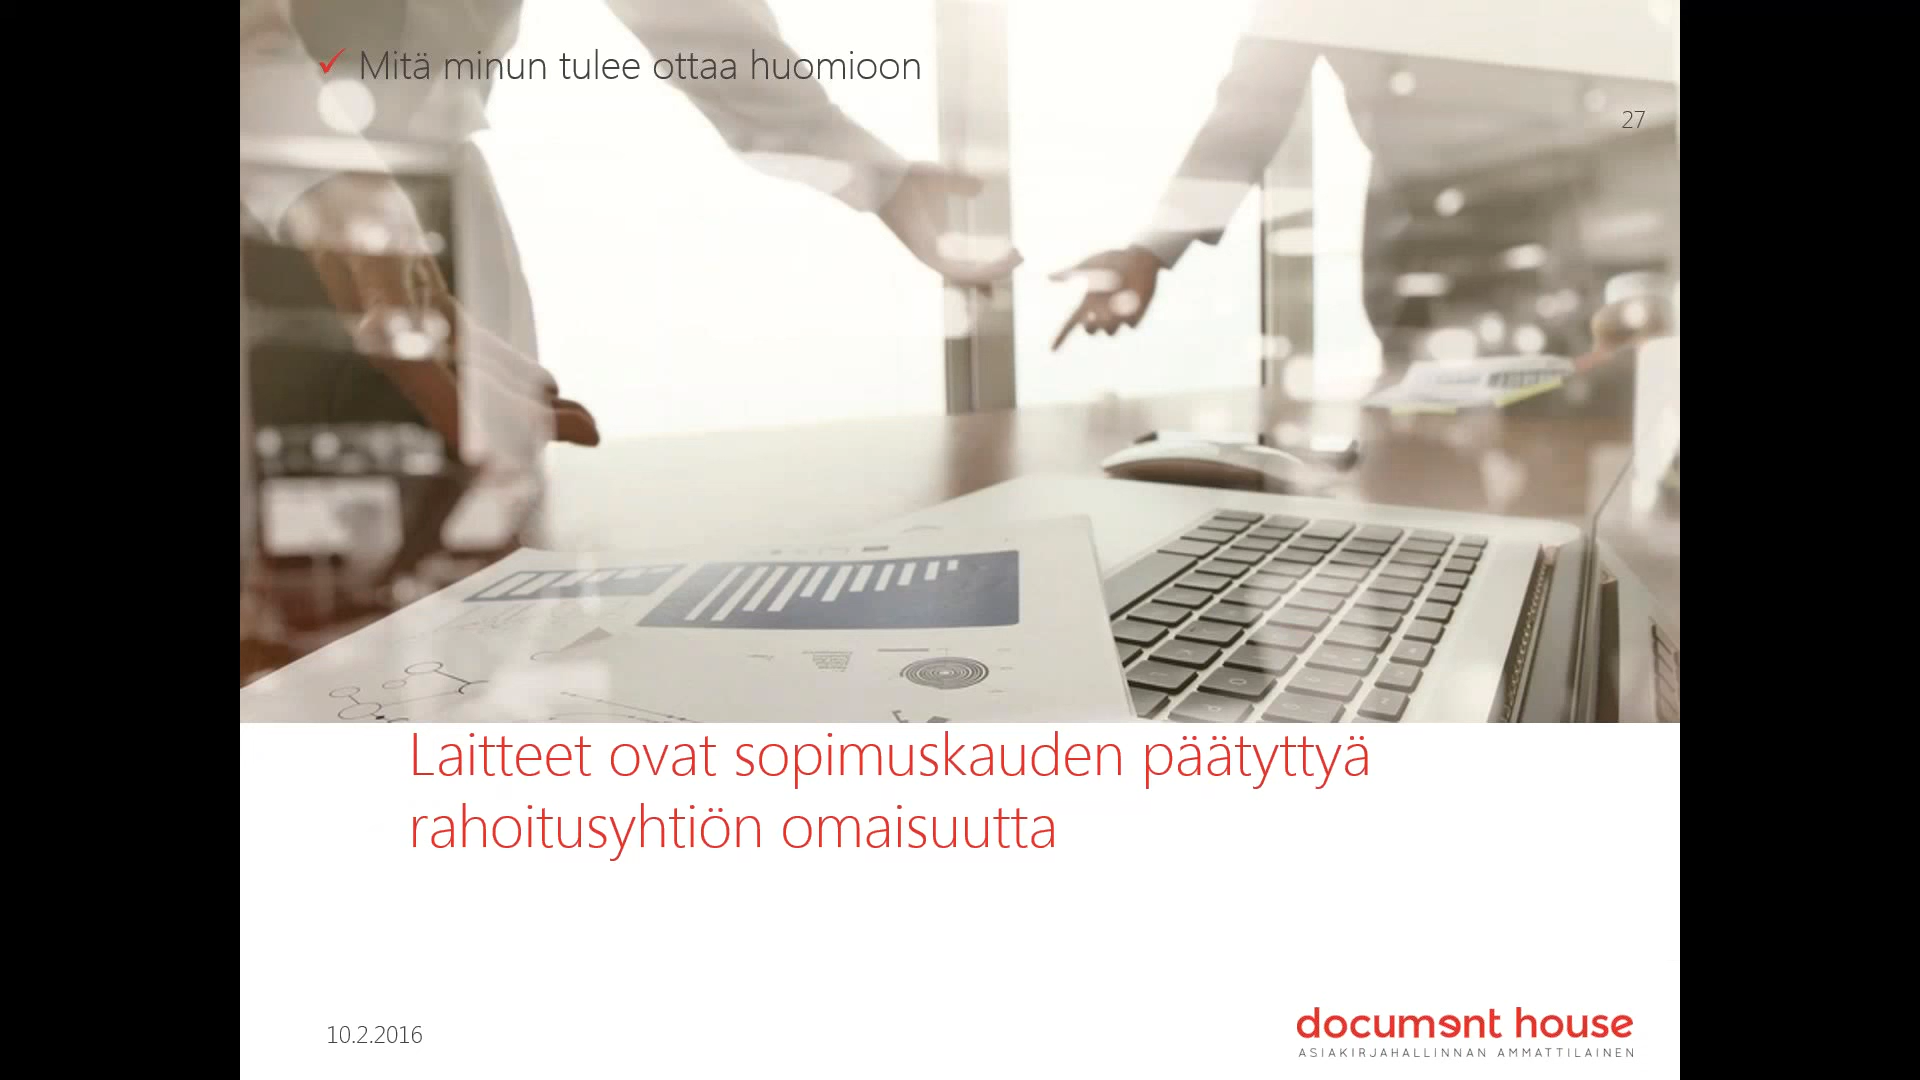 Mitä minun tulee ottaa huomioon
27
Laitteet ovat sopimuskauden päätyttyä
rahoitusyhtiön omaisuutta
10.2.2016
document house
ASIAKIRJAHALLINNAN AMMATTILAINEN